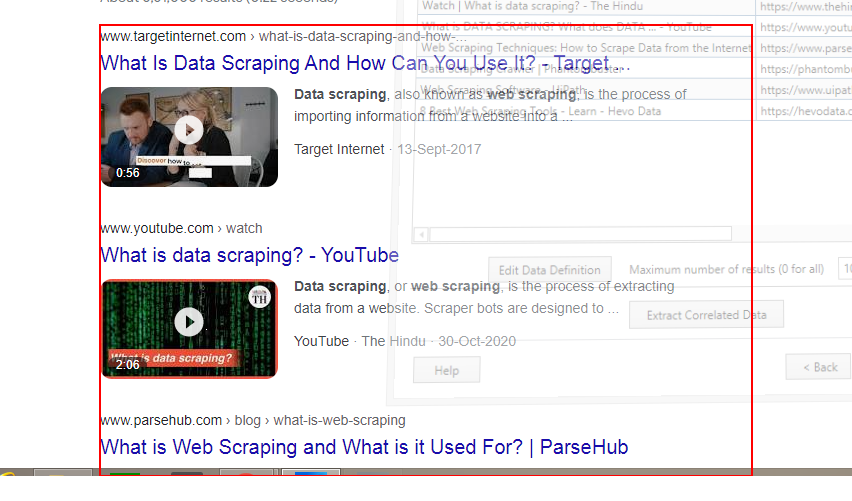 About
results (0.22 seconds)
www.targetinternet.com › what-is-data-scraping-and-how-...
What Is Data Scraping And How Can You Use It? - Target ...
Data scraping, also known as web scraping, is the process of
importing information from a website into a ...
Discover how to
0:56
Target Internet · 13-Sept-2017
www.youtube.com › watch
What is data scraping? - YouTube
Data scraping, or web scraping, is the process of extracting
data from a website. Scraper bots are designed to ...
TH
What is data scraping?
2:06
YouTube · The Hindu · 30-Oct-2020
www.parsehub.com › blog › what-is-web-scraping
What is Web Scraping and What is it Used For? | ParseHub
Watch | What is data scraping? - The Hindu
https://www.thehin
What is DATA SCRAPING? What does DATA ... - YouTube
https://www.youtu
Web Scraping Techniques: How to Scrape Data from the Internet
https://www.parse
Data Scraping Crawler | Phantombuster
https://phantombu
Web Scraping Software - UiPath
https://www.uipat
8 Best Web Scraping Tools - Learn - Hevo Data
https://hevodata.c
Edit Data Definition
Maximum number of results (0 for all)
10
Extract Correlated Data
Help
< Back